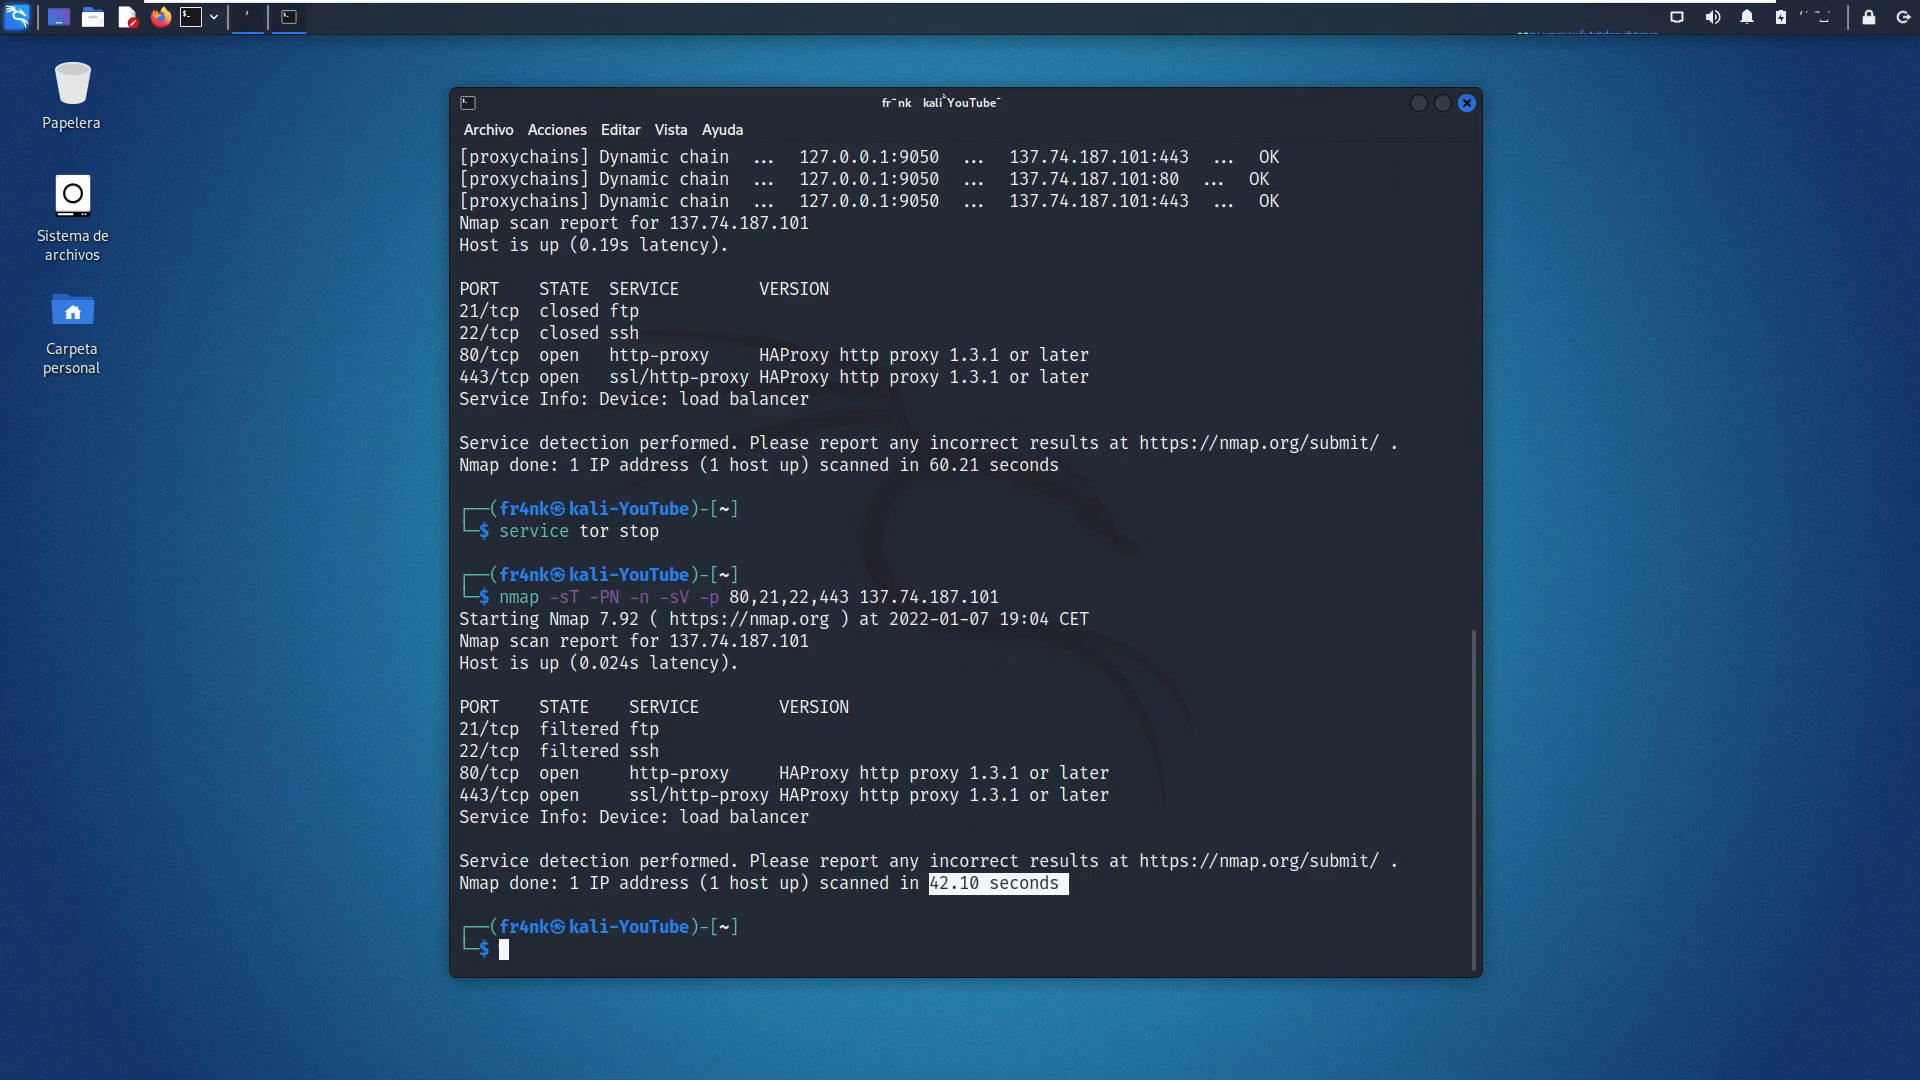 Papelera
Sistema de
archivos
Carpeta
personal
Archivo Acciones Editar Vista Ayuda
[proxychains] Dynamic chain ... 127.0.0.1:9050 ... 137.74.187.101:443 ... OK
[proxychains] Dynamic chain ... 127.0.0.1:9050 ... 137.74.187.101:80 ... OK
[proxychains] Dynamic chain ... 127.0.0.1:9050 ... 137.74.187.101:443 ... OK
Nmap scan report for 137.74.187.101
Host is up (0.19s latency).
PORT STATE SERVICE VERSION
21/tcp closed ftp
22/tcp closed ssh
80/tcp open http-proxy HAProxy http proxy 1.3.1 or later
443/tcp open ssl/http-proxy HAProxy http proxy 1.3.1 or later
Service Info: Device: load balancer
Service detection performed. Please report any incorrect results at https://nmap.org/submit/ .
Nmap done: 1 IP address (1 host up) scanned in 60.21 seconds
┌──(fr4nk㉿kali-YouTube)-[~]
└─$ service tor stop
┌──(fr4nk㉿kali-YouTube)-[~]
└─$ nmap -sT -PN -n -sV -p 80,21,22,443 137.74.187.101
Starting Nmap 7.92 ( https://nmap.org ) at 2022-01-07 19:04 CET
Nmap scan report for 137.74.187.101
Host is up (0.024s latency).
PORT STATE SERVICE VERSION
21/tcp filtered ftp
22/tcp filtered ssh
80/tcp open http-proxy HAProxy http proxy 1.3.1 or later
443/tcp open ssl/http-proxy HAProxy http proxy 1.3.1 or later
Service Info: Device: load balancer
Service detection performed. Please report any incorrect results at https://nmap.org/submit/ .
Nmap done: 1 IP address (1 host up) scanned in 42.10 seconds
┌──(fr4nk㉿kali-YouTube)-[~]
└─$